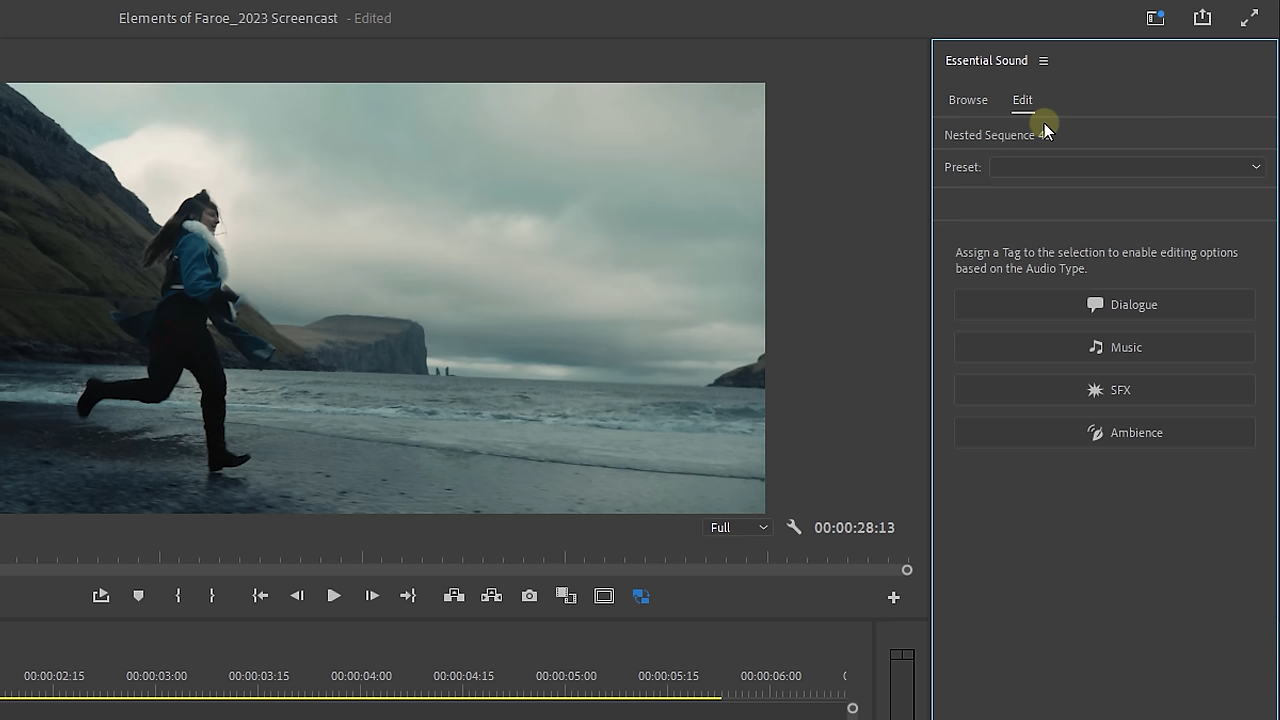 Elements of Faroe_2023 Screencast - Edited
Essential Sound
Browse Edit
Nested Sequence
Preset:
Assign a Tag to the selection to enable editing options
based on the Audio Type.
Dialogue
Music
SFX
Ambience
Full 00:00:28:13
00:00:02:15 00:00:03:00 00:00:03:15 00:00:04:00 00:00:04:15 00:00:05:00 00:00:05:15 00:00:06:00